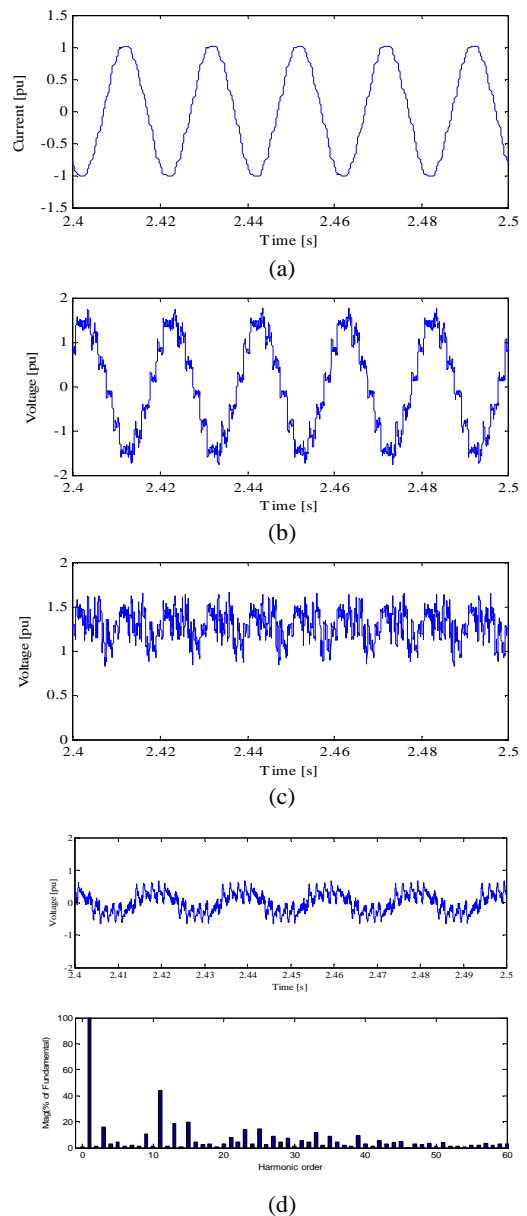 1.5
1
0.5
0
-0.5
-1
-1.5
Current [pu]
2.4 2.42 2.44 2.46 2.48 2.5
Time [s]
(a)
2
1
0
-1
-2
Voltage [pu]
2.4 2.42 2.44 2.46 2.48 2.5
Time [s]
(b)
2
1.5
1
0.5
0
Voltage [pu]
2.4 2.42 2.44 2.46 2.48 2.5
Time [s]
(c)
2
1
0
-1
-2
Voltage [pu]
2.4 2.41 2.42 2.43 2.44 2.45 2.46 2.47 2.48 2.49 2.5
Time [s]
100
80
60
40
20
0
Mag(% of Fundamental)
0 10 20 30 40 50 60
Harmonic order
(d)